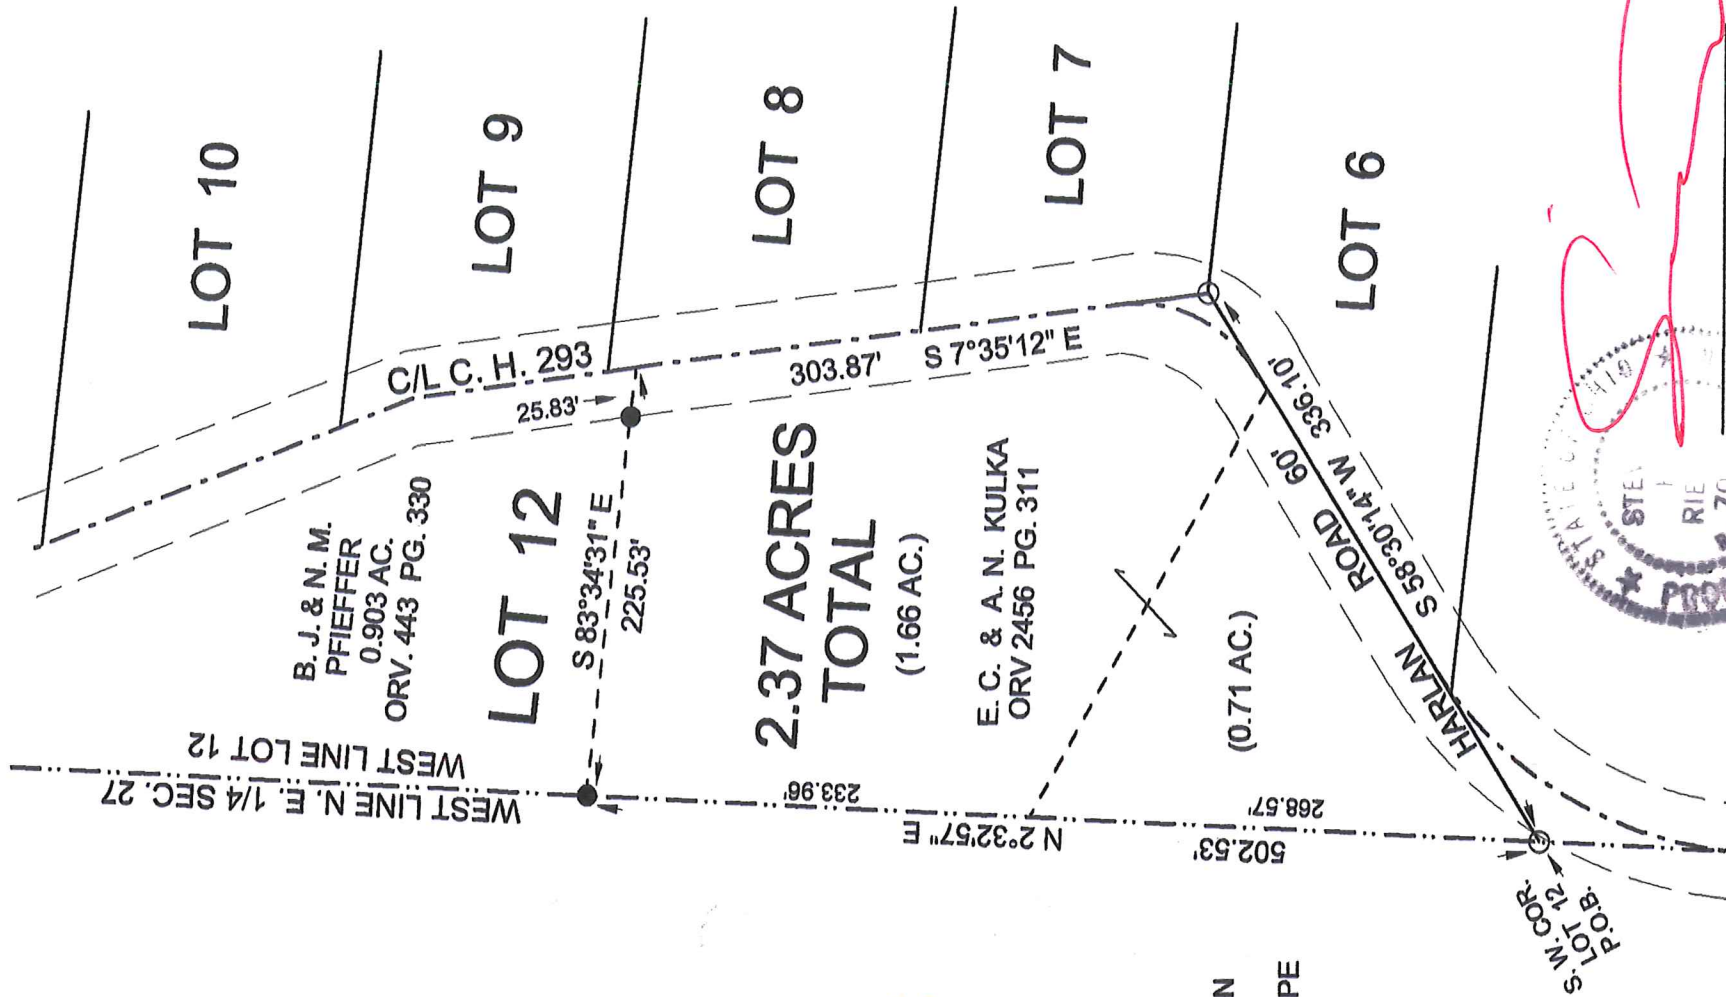 LOT 10
LOT 9
LOT 8
LOT 7
LOT 6
C/L C. H. 293
25.83'
303.87' S 7°35'12" E
B. J. & N. M.
PFIEFFER
0.903 AC.
ORV. 443 PG. 330
LOT 12
S 83°34'31" E
225.53'
2.37 ACRES
TOTAL
(1.66 AC.)
E. C. & A. N. KULKA
ORV 2456 PG. 311
(0.71 AC.)
HARLAN ROAD 60'
S 58°30'14" W 336.10'
WEST LINE LOT 12
WEST LINE N. E. 1/4 SEC. 27
233.96'
N 2°32'57" E
502.53'
268.57'
S. W. COR.
LOT 12
P.O.B.
N
PE
STATE
STE
RIE